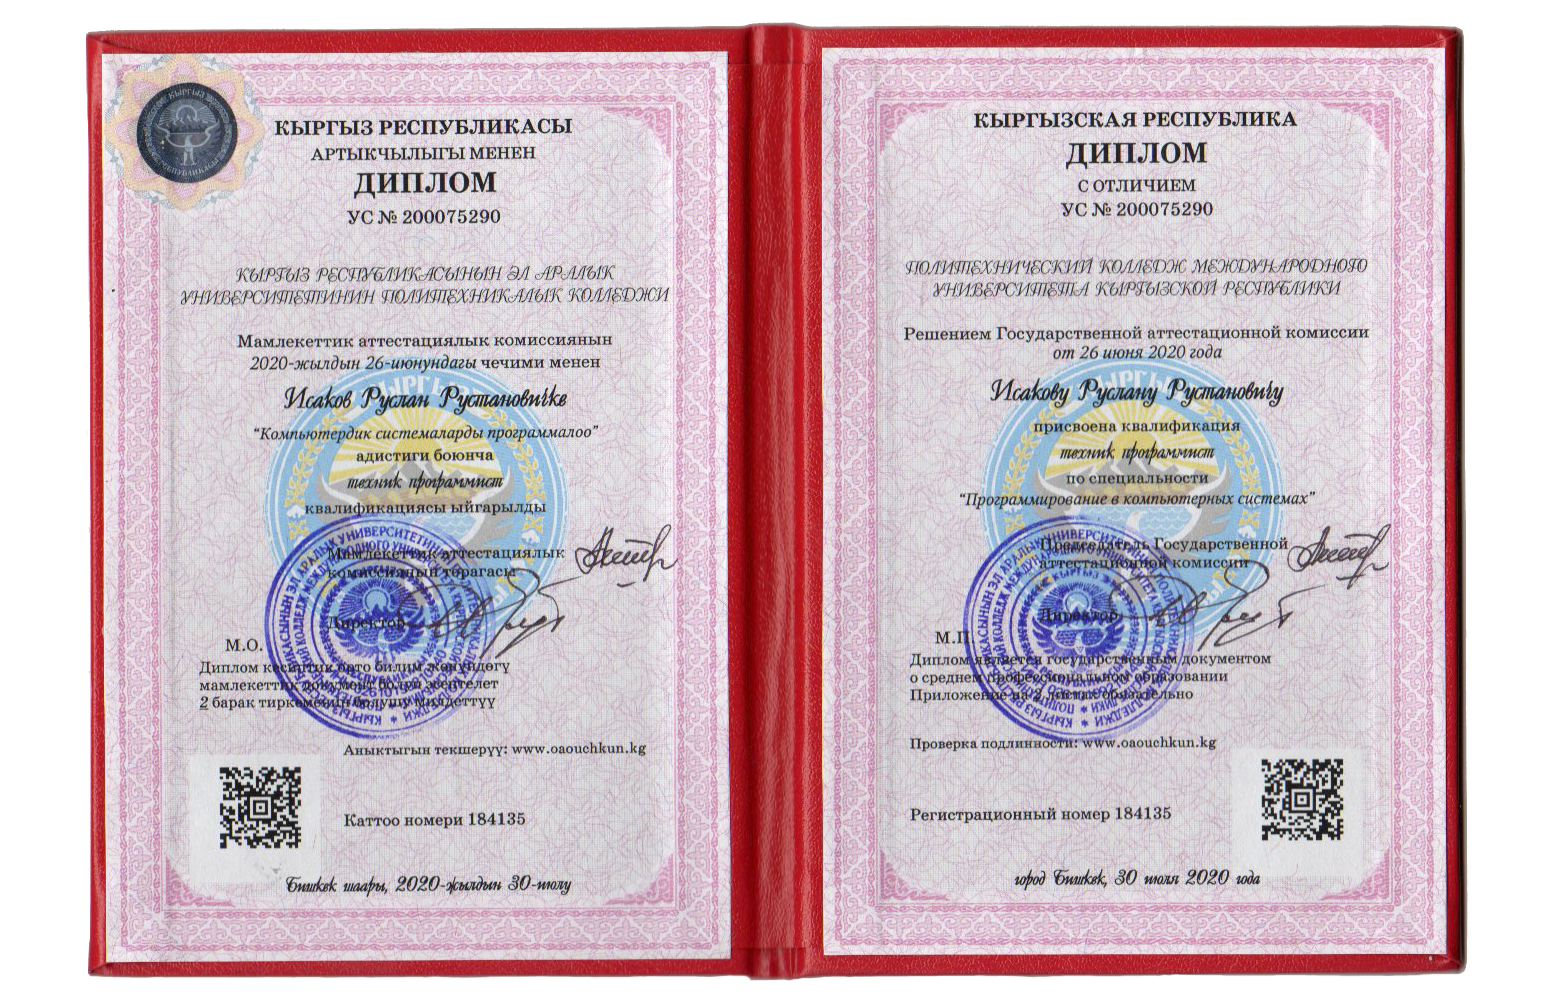 КЫРГЫЗ РЕСПУБЛИКАСЫ
АРТЫКЧЫЛЫГЫ МЕНЕН
ДИПЛОМ
УС № 200075290
КЫРГЫЗ РЕСПУБЛИКАСЫНЫН ЭЛ АРАЛЫК
УНИВЕРСИТЕТИНИН ПОЛИТЕХНИКАЛЫК КОЛЛЕДЖИ
Мамлекеттик аттестациялык комиссиянын
2020-жылдын 26-июнундагы чечими менен
Исаков Руслан Рустановичке
“Компьютердик системаларды программалоо”
адистиги боюнча
техник программист
квалификациясы ыйгарылды
Мамлекеттик аттестациялык
комиссиянын төрагасы
Директор
М.О.
Диплом кесиптик орто билим жөнүндөгү
мамлекеттик документ болуп эсептелет
2 барак тиркемесин болушу милдеттүү
Аныктыгын текшерүү: www.oaouchkun.kg
Каттоо номери 184135
Бишкек шаары, 2020-жылдын 30-июлу
КЫРГЫЗСКАЯ РЕСПУБЛИКА
ДИПЛОМ
С ОТЛИЧИЕМ
УС № 200075290
ПОЛИТЕХНИЧЕСКИЙ КОЛЛЕДЖ МЕЖДУНАРОДНОГО
УНИВЕРСИТЕТА КЫРГЫЗСКОЙ РЕСПУБЛИКИ
Решением Государственной аттестационной комиссии
от 26 июня 2020 года
Исакову Руслану Рустановичу
присвоена квалификация
техник программист
по специальности
“Программирование в компьютерных системах”
Председатель Государственной
аттестационной комиссии
Директор
М.П.
Диплом является государственным документом
о среднем профессиональном образовании
Приложение на 2 листах обязательно
Проверка подлинности: www.oaouchkun.kg
Регистрационный номер 184135
город Бишкек, 30 июля 2020 года